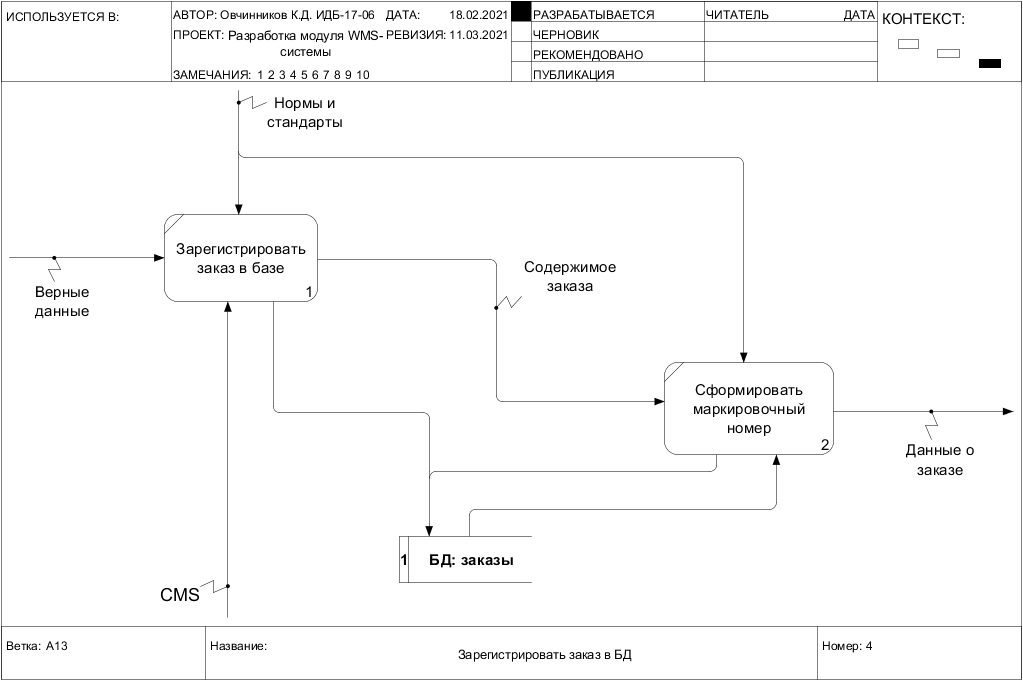 ИСПОЛЬЗУЕТСЯ В:
АВТОР: Овчинников К.Д. ИДБ-17-06 ДАТА: 18.02.2021
ПРОЕКТ: Разработка модуля WMS- РЕВИЗИЯ: 11.03.2021
системы
ЗАМЕЧАНИЯ: 1 2 3 4 5 6 7 8 9 10
РАЗРАБАТЫВАЕТСЯ
ЧЕРНОВИК
РЕКОМЕНДОВАНО
ПУБЛИКАЦИЯ
ЧИТАТЕЛЬ ДАТА
КОНТЕКСТ:
Нормы и
стандарты
Зарегистрировать
заказ в базе
1
Верные
данные
Содержимое
заказа
Сформировать
маркировочный
номер
2
Данные о
заказе
1 БД: заказы
CMS
Ветка: A13
Название:
Зарегистрировать заказ в БД
Номер: 4